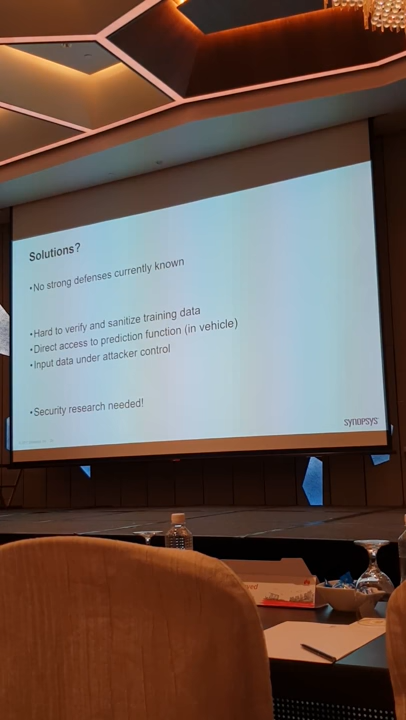 Solutions?
•No strong defenses currently known
•Hard to verify and sanitize training data
•Direct access to prediction function (in vehicle)
•Input data under attacker control
•Security research needed!
SYNOPSYS